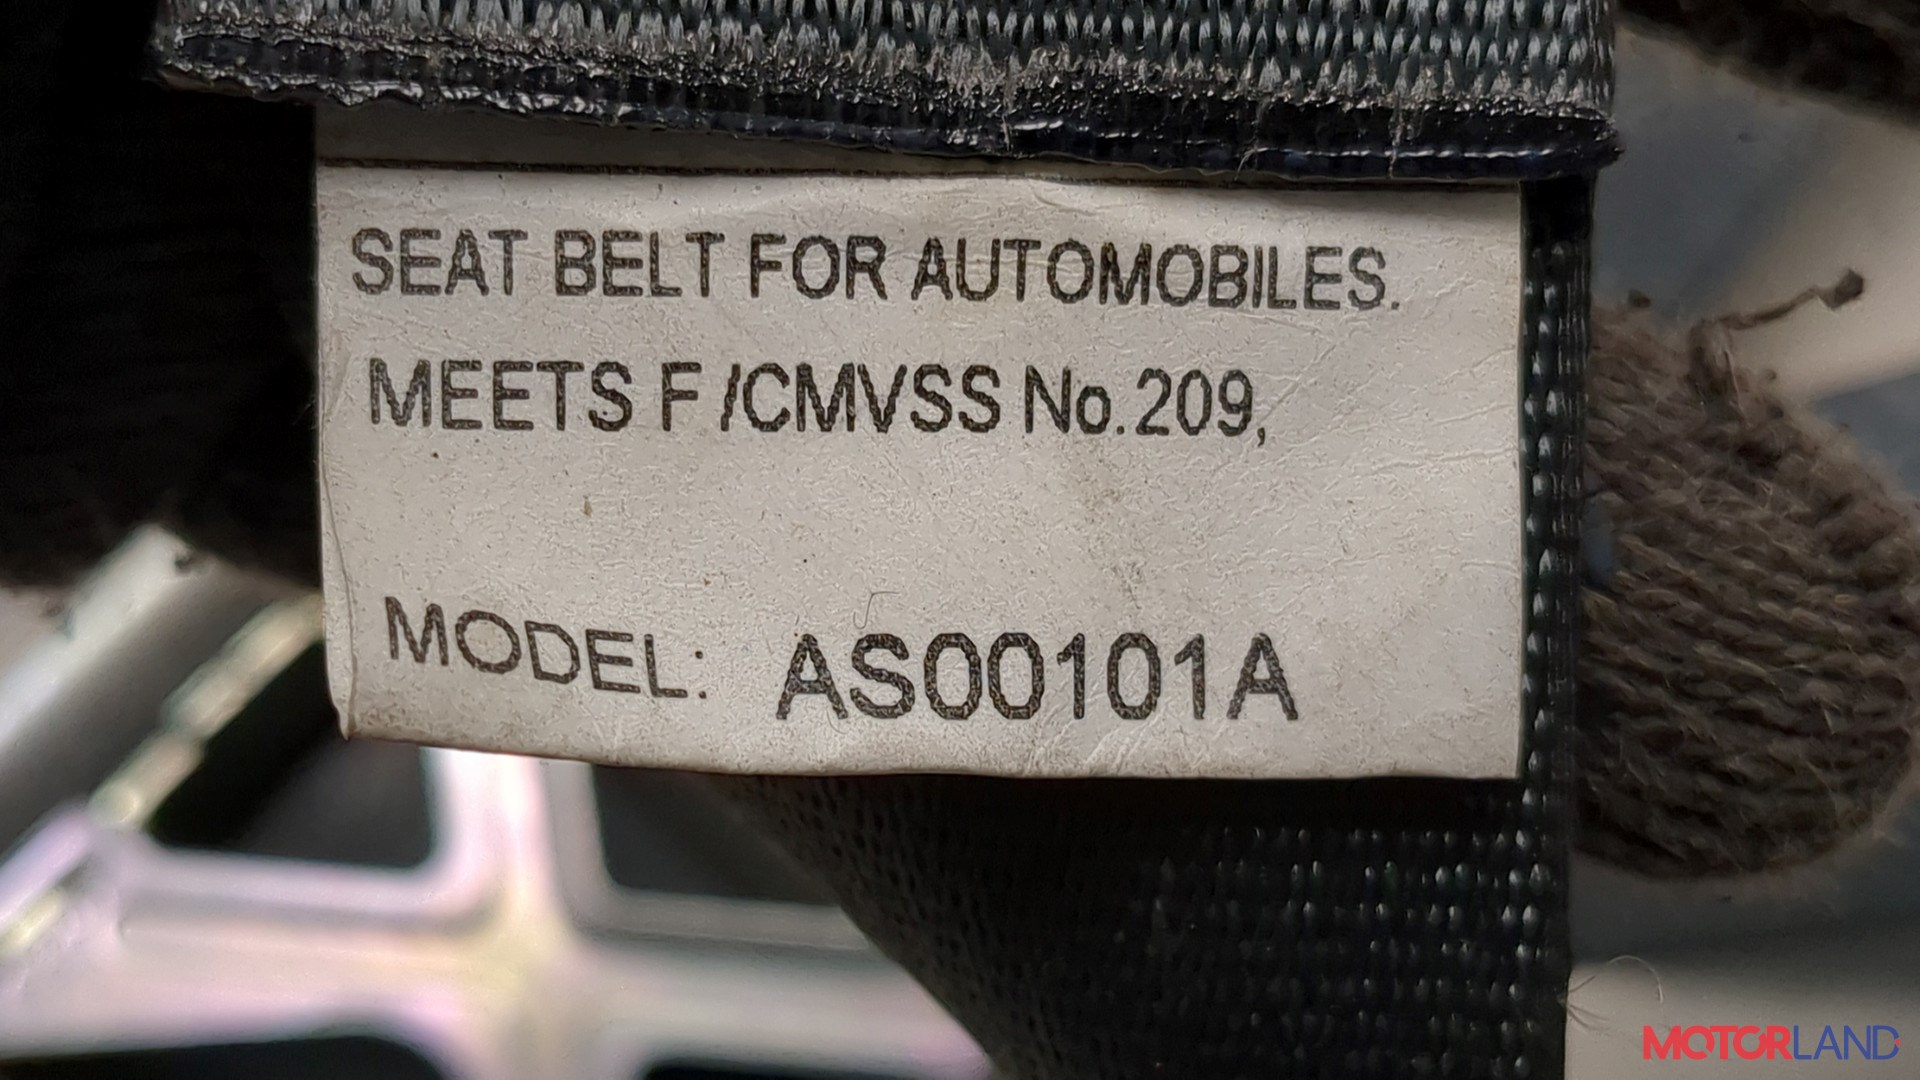 SEAT BELT FOR AUTOMOBILES.
MEETS F /CMVSS No.209,
MODEL: AS00101A
MOTORLAND